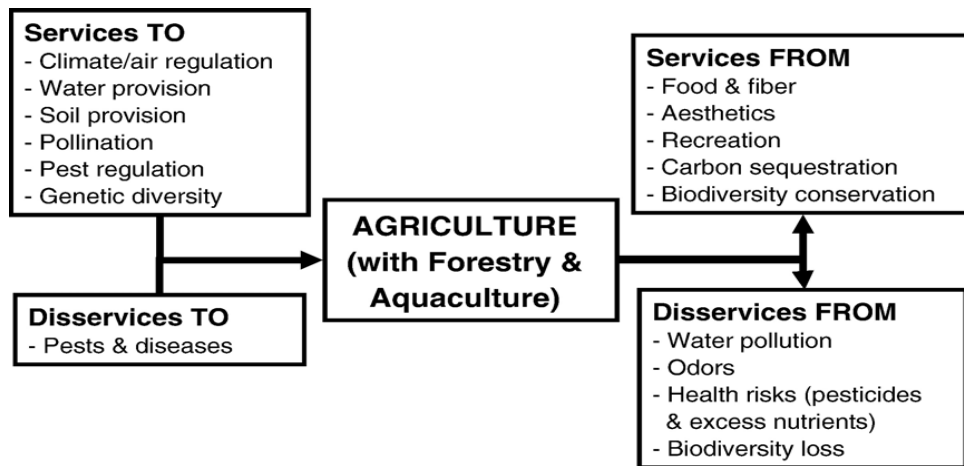 Services TO
- Climate/air regulation
- Water provision
- Soil provision
- Pollination
- Pest regulation
- Genetic diversity
Disservices TO
- Pests & diseases
AGRICULTURE
(with Forestry &
Aquaculture)
Services FROM
- Food & fiber
- Aesthetics
- Recreation
- Carbon sequestration
- Biodiversity conservation
Disservices FROM
- Water pollution
- Odors
- Health risks (pesticides
& excess nutrients)
- Biodiversity loss